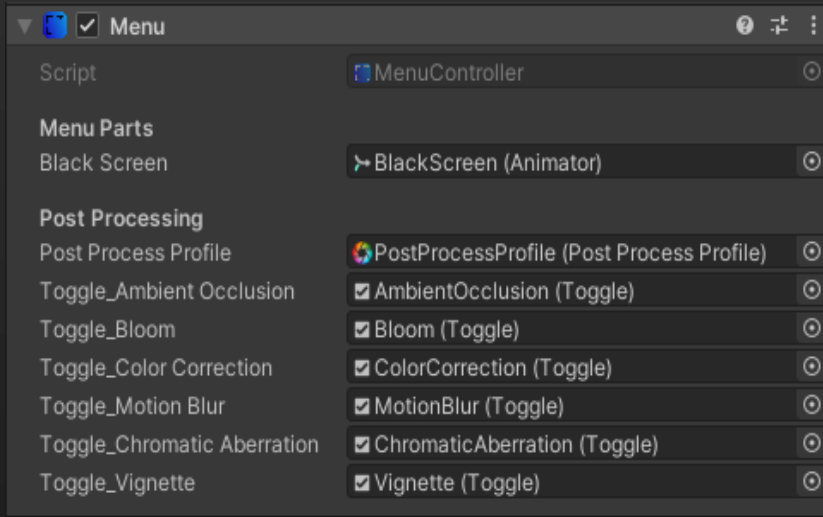 Menu
Script MenuController
Menu Parts
Black Screen BlackScreen (Animator)
Post Processing
Post Process Profile PostProcessProfile (Post Process Profile)
Toggle_Ambient Occlusion AmbientOcclusion (Toggle)
Toggle_Bloom Bloom (Toggle)
Toggle_Color Correction ColorCorrection (Toggle)
Toggle_Motion Blur MotionBlur (Toggle)
Toggle_Chromatic Aberration ChromaticAberration (Toggle)
Toggle_Vignette Vignette (Toggle)